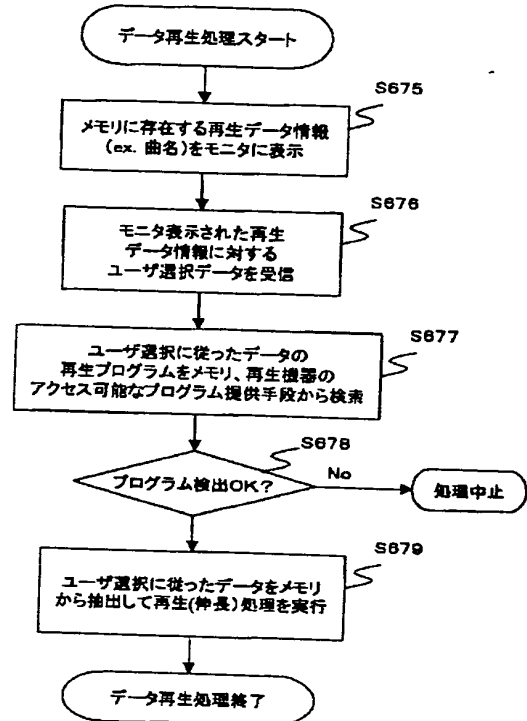 データ再生処理スタート
S675
メモリに存在する再生データ情報
(ex. 曲名)をモニタに表示
S676
モニタ表示された再生
データ情報に対する
ユーザ選択データを受信
S677
ユーザ選択に従ったデータの
再生プログラムをメモリ、再生機器の
アクセス可能なプログラム提供手段から検索
S678
プログラム検出OK?
No
処理中止
S679
ユーザ選択に従ったデータをメモリ
から抽出して再生(伸長)処理を実行
データ再生処理終了